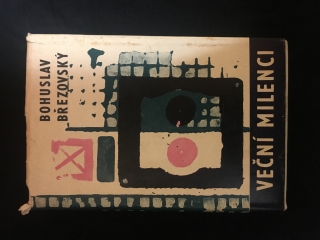 BOHUSLAV
BŘEZOVSKÝ
VEČNÍ MILENCI